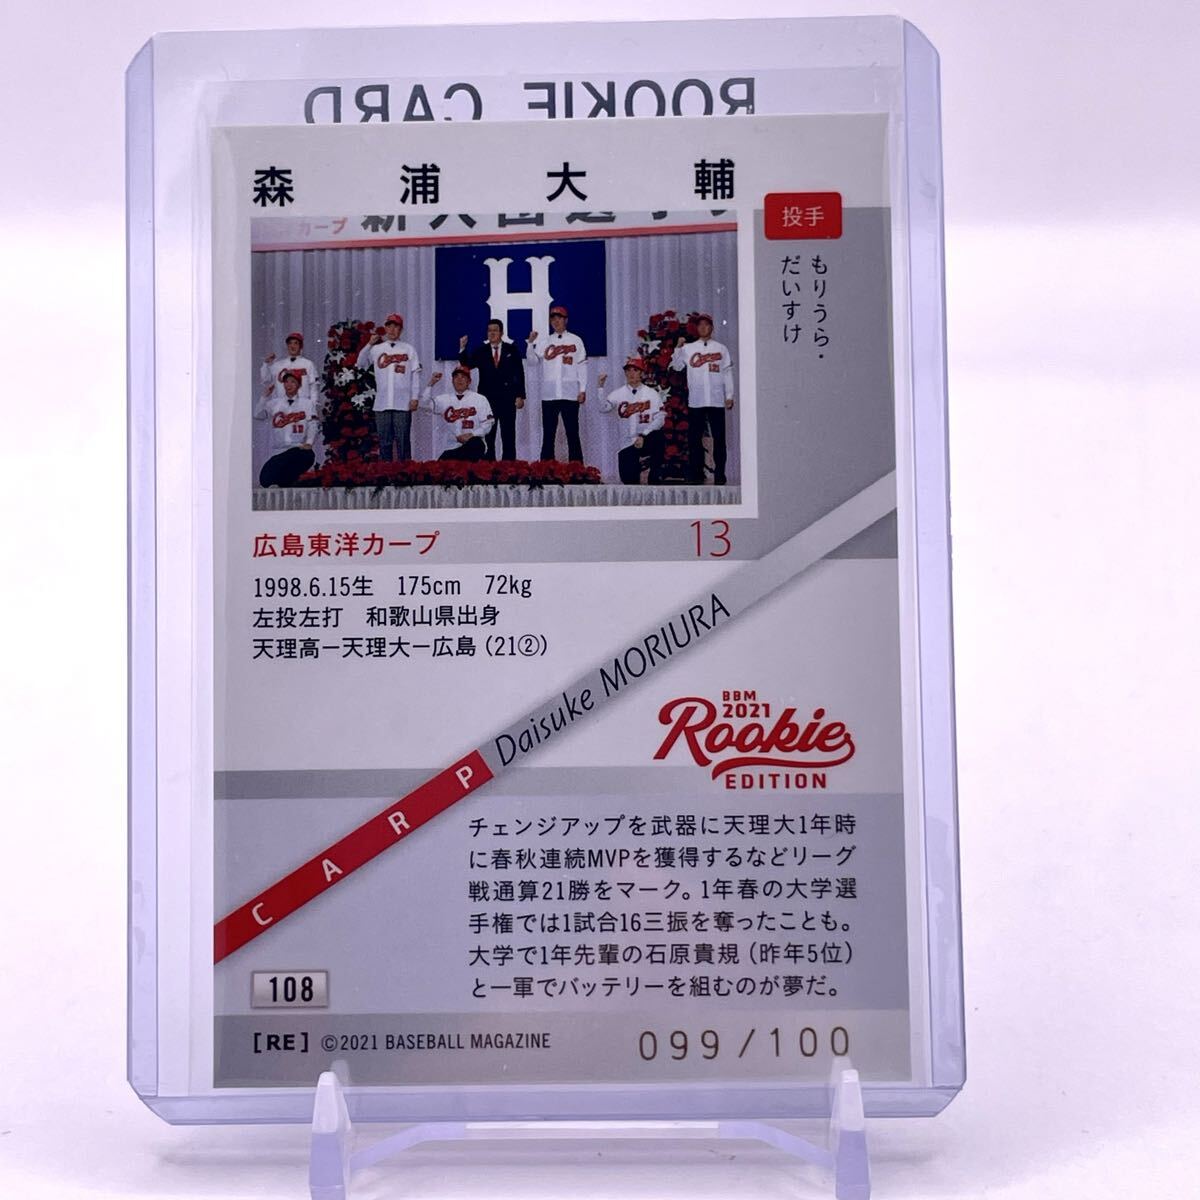 ROOKIE CARD
森浦大輔
投手
もりうら・
だいすけ
H
広島東洋カープ
13
1998.6.15生 175cm 72kg
左投左打 和歌山県出身
天理高ー天理大ー広島(21②)
CARP Daisuke MORIURA
BBM
2021
Rookie
EDITION
チェンジアップを武器に天理大1年時
に春秋連続MVPを獲得するなどリーグ
戦通算21勝をマーク。1年春の大学選
手権では1試合16三振を奪ったことも。
大学で1年先輩の石原貴規(昨年5位)
と一軍でバッテリーを組むのが夢だ。
108
[RE] ©2021 BASEBALL MAGAZINE
099/100